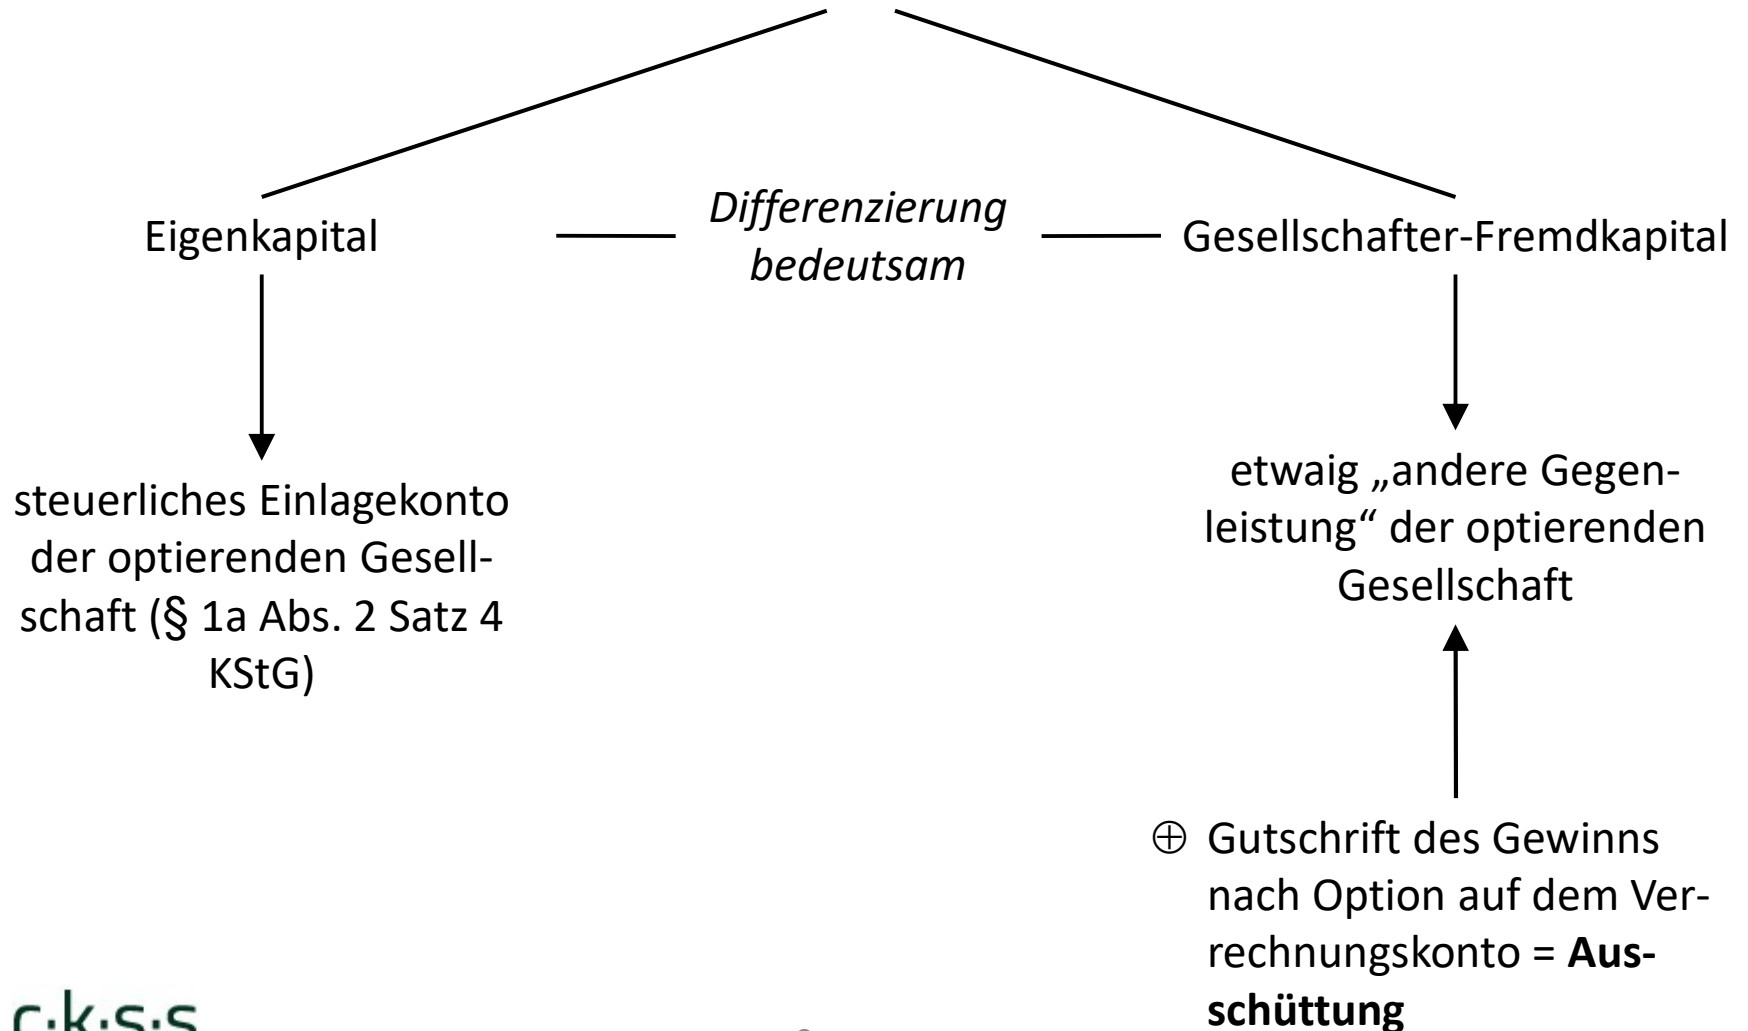 Eigenkapital
Differenzierung
bedeutsam
Gesellschafter-Fremdkapital
steuerliches Einlagekonto
der optierenden Gesell-
schaft (§ 1a Abs. 2 Satz 4
KStG)
etwaig „andere Gegen-
leistung“ der optierenden
Gesellschaft
⊕ Gutschrift des Gewinns
nach Option auf dem Ver-
rechnungskonto = Aus-
schüttung
c·k·s·s